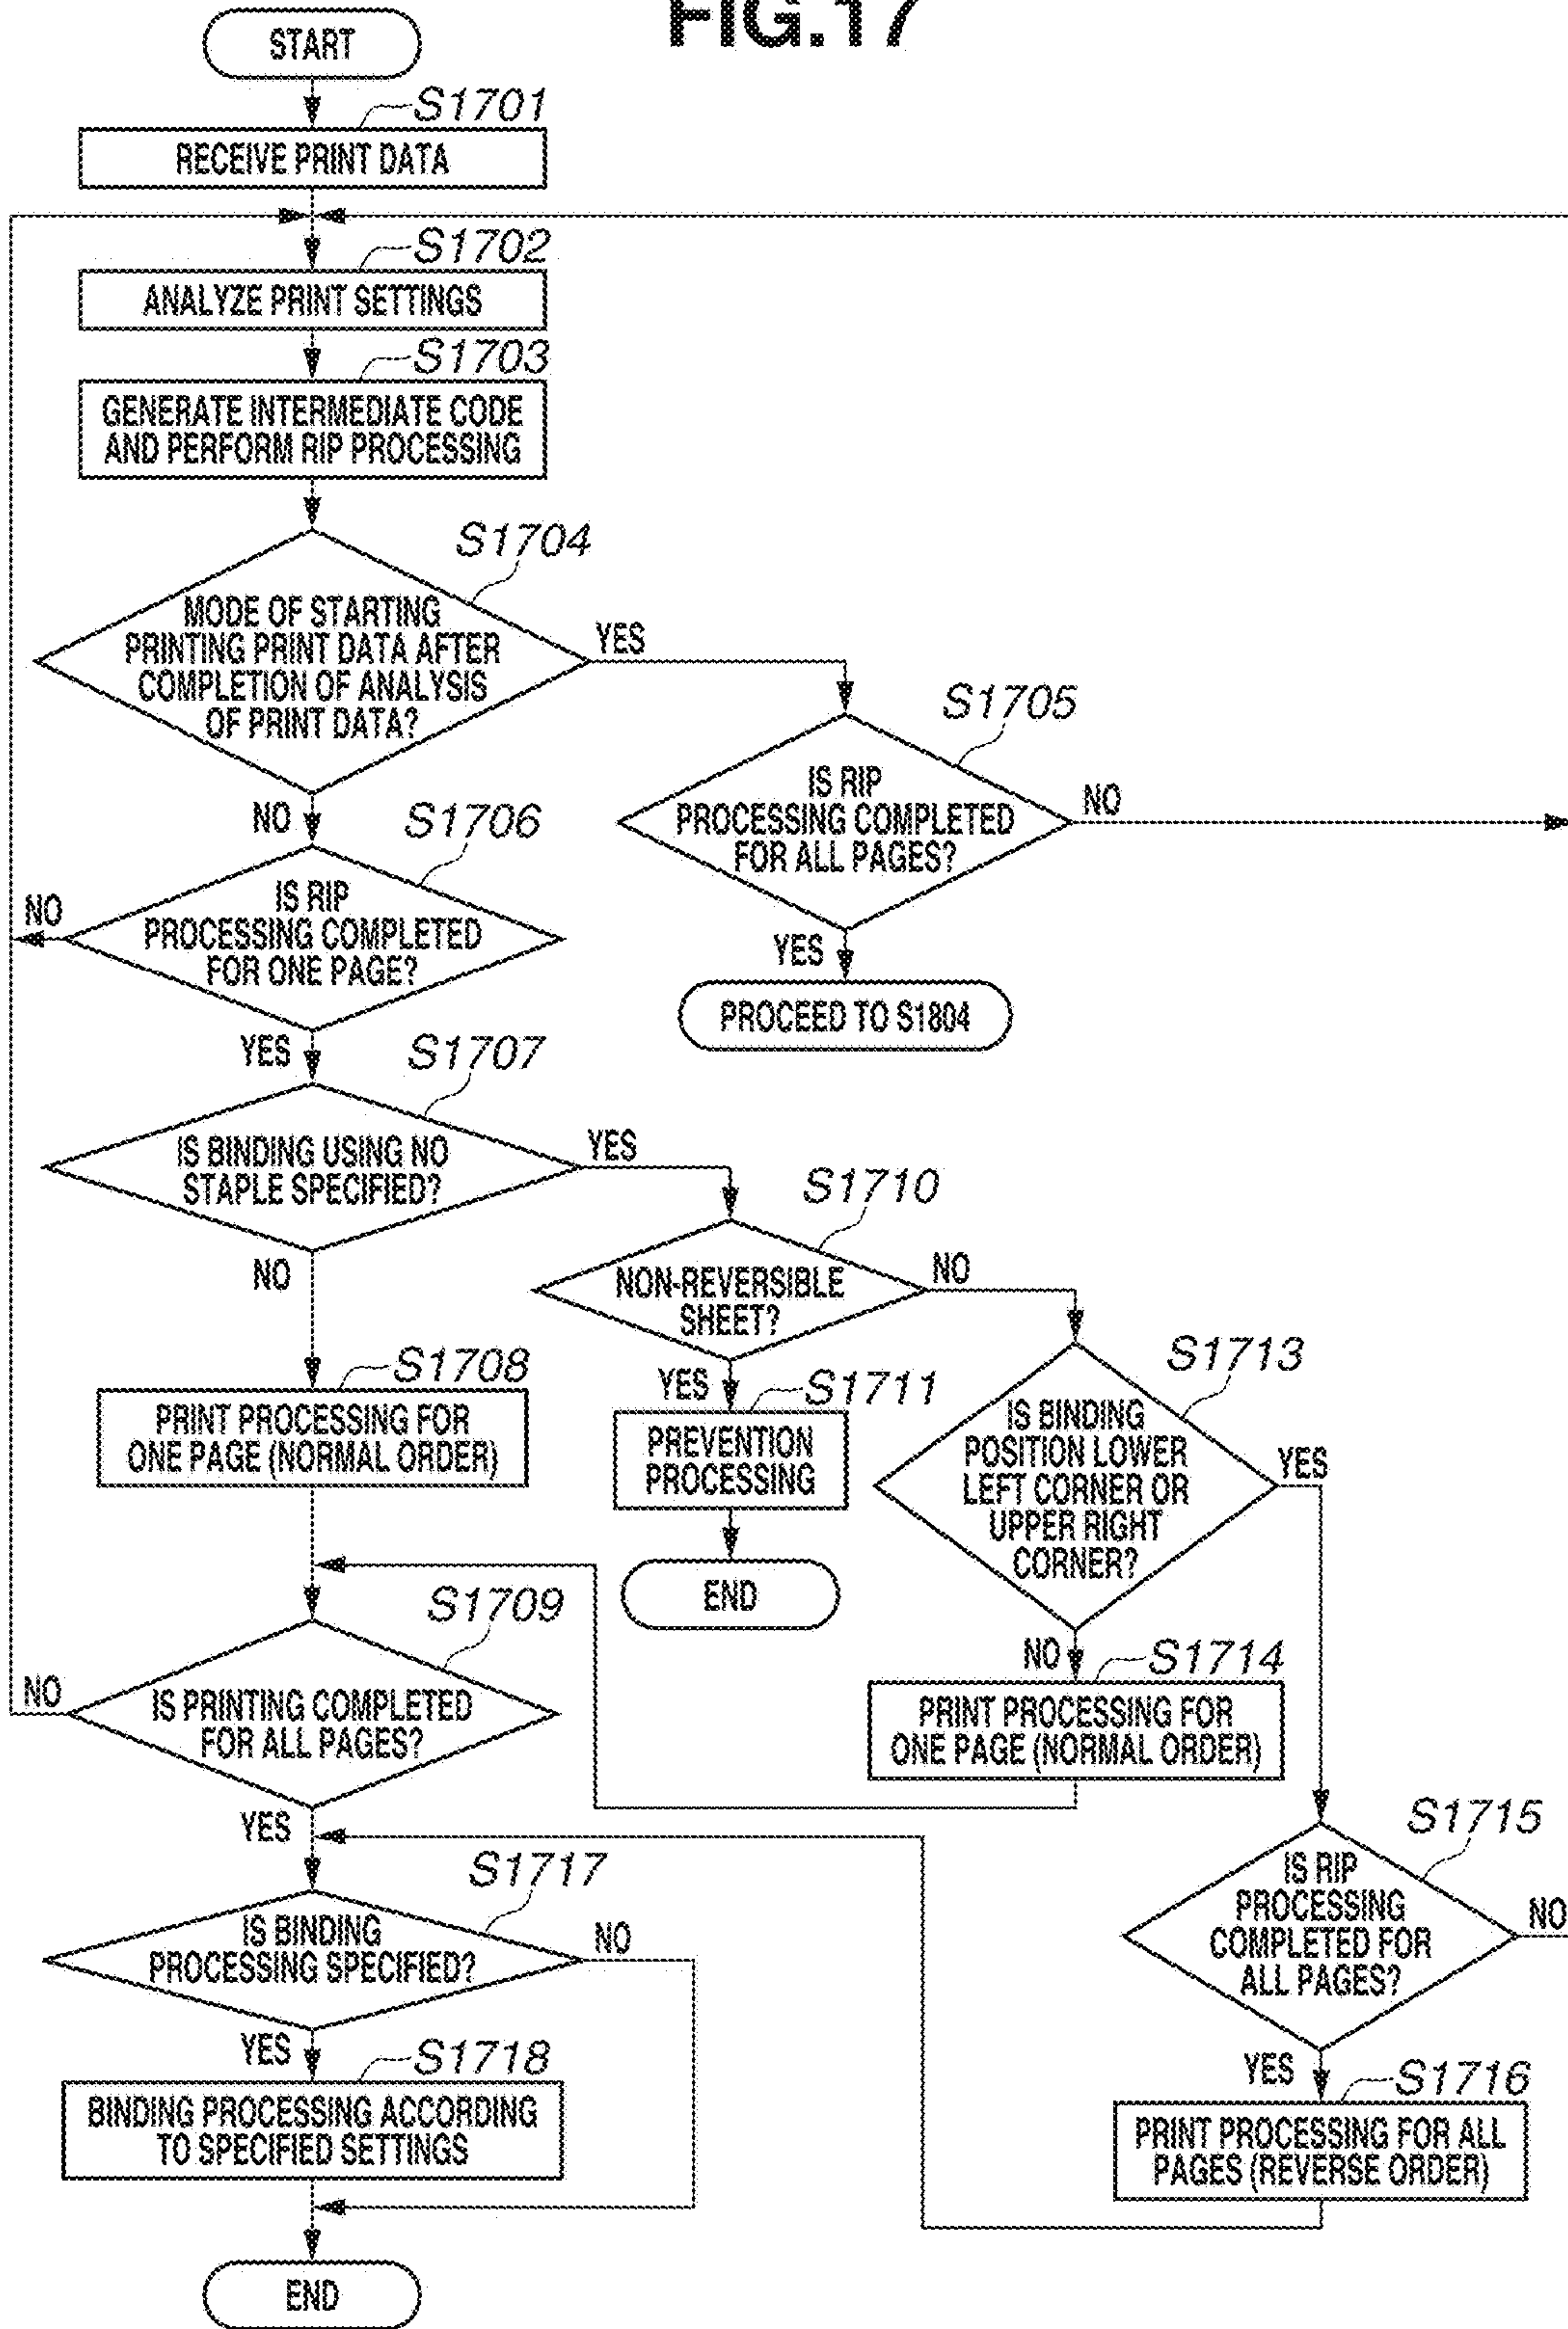 FIG.17
START
S1701
RECEIVE PRINT DATA
S1702
ANALYZE PRINT SETTINGS
S1703
GENERATE INTERMEDIATE CODE
AND PERFORM RIP PROCESSING
S1704
MODE OF STARTING
PRINTING PRINT DATA AFTER
COMPLETION OF ANALYSIS
OF PRINT DATA?
YES
NO
S1705
IS RIP
PROCESSING COMPLETED
FOR ALL PAGES?
NO
YES
PROCEED TO S1804
S1706
IS RIP
PROCESSING COMPLETED
FOR ONE PAGE?
NO
YES
S1707
IS BINDING USING NO
STAPLE SPECIFIED?
YES
NO
S1710
NON-REVERSIBLE
SHEET?
NO
YES
S1708
PRINT PROCESSING FOR
ONE PAGE (NORMAL ORDER)
S1711
PREVENTION
PROCESSING
END
S1713
IS BINDING
POSITION LOWER
LEFT CORNER OR
UPPER RIGHT
CORNER?
YES
NO
S1709
IS PRINTING COMPLETED
FOR ALL PAGES?
NO
YES
S1714
PRINT PROCESSING FOR
ONE PAGE (NORMAL ORDER)
S1715
IS RIP
PROCESSING
COMPLETED FOR
ALL PAGES?
NO
YES
S1717
IS BINDING
PROCESSING SPECIFIED?
NO
YES
S1718
BINDING PROCESSING ACCORDING
TO SPECIFIED SETTINGS
S1716
PRINT PROCESSING FOR ALL
PAGES (REVERSE ORDER)
END